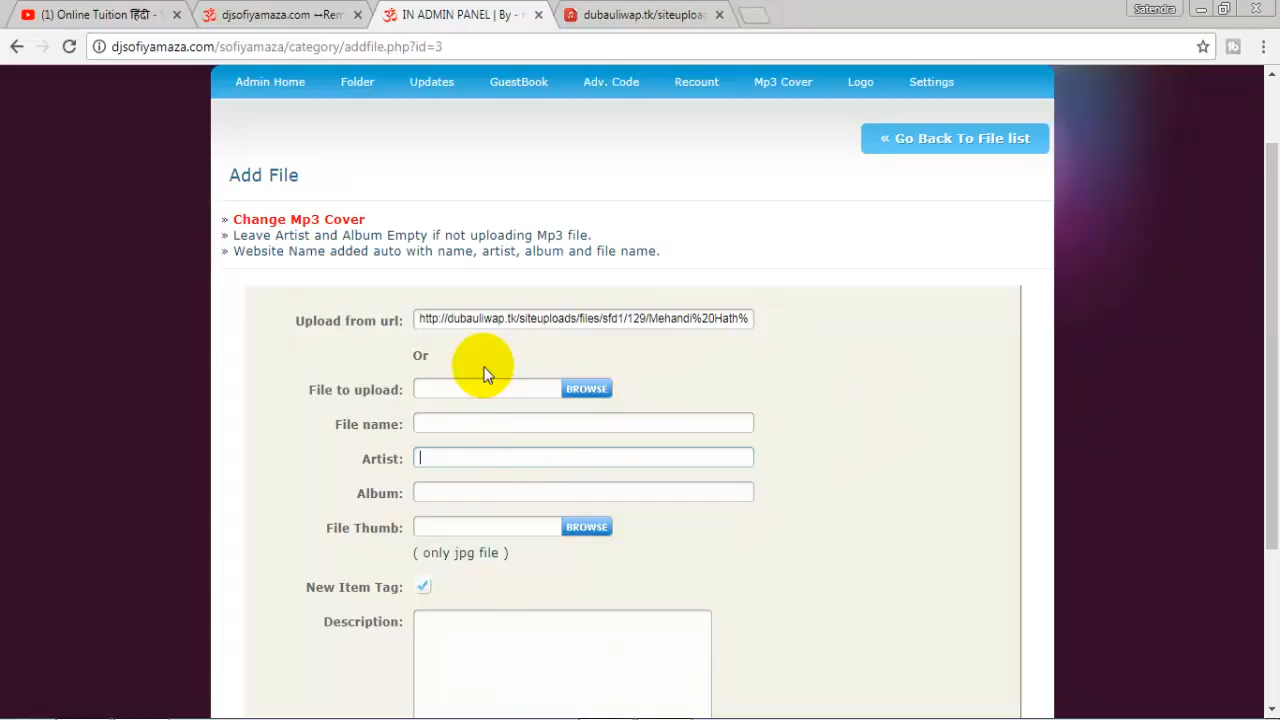 (1) Online Tuition
djsofiyamaza.com
IN ADMIN PANEL | By -
dubauliwap.tk/siteupload
Satendra
djsofiyamaza.com/sofiyamaza/category/addfile.php?id=3
Admin Home Folder Updates GuestBook Adv. Code Recount Mp3 Cover Logo Settings
« Go Back To File list
Add File
» Change Mp3 Cover
» Leave Artist and Album Empty if not uploading Mp3 file.
» Website Name added auto with name, artist, album and file name.
Upload from url: http://dubauliwap.tk/siteuploads/files/sfd1/129/Mehandi%20Hath%
Or
File to upload: BROWSE
File name:
Artist:
Album:
File Thumb: BROWSE
( only jpg file )
New Item Tag:
Description: